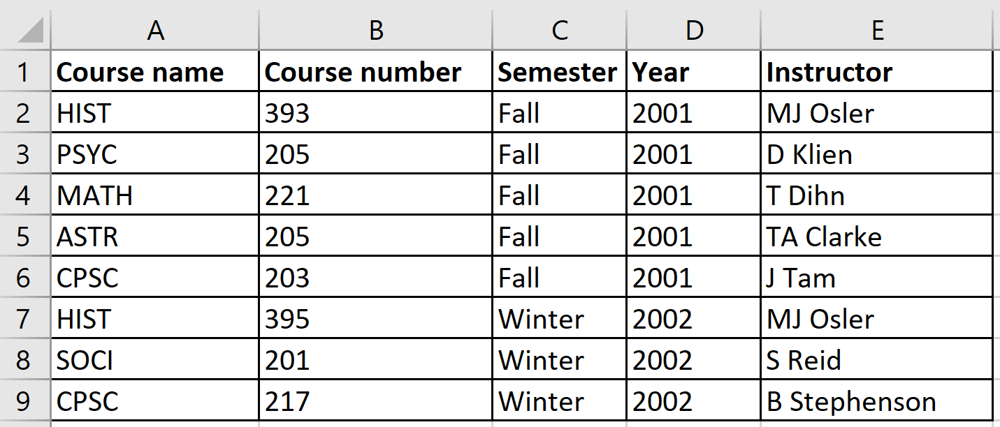 A B C D E
1 Course name Course number Semester Year Instructor
2 HIST 393 Fall 2001 MJ Osler
3 PSYC 205 Fall 2001 D Klien
4 MATH 221 Fall 2001 T Dihn
5 ASTR 205 Fall 2001 TA Clarke
6 CPSC 203 Fall 2001 J Tam
7 HIST 395 Winter 2002 MJ Osler
8 SOCI 201 Winter 2002 S Reid
9 CPSC 217 Winter 2002 B Stephenson